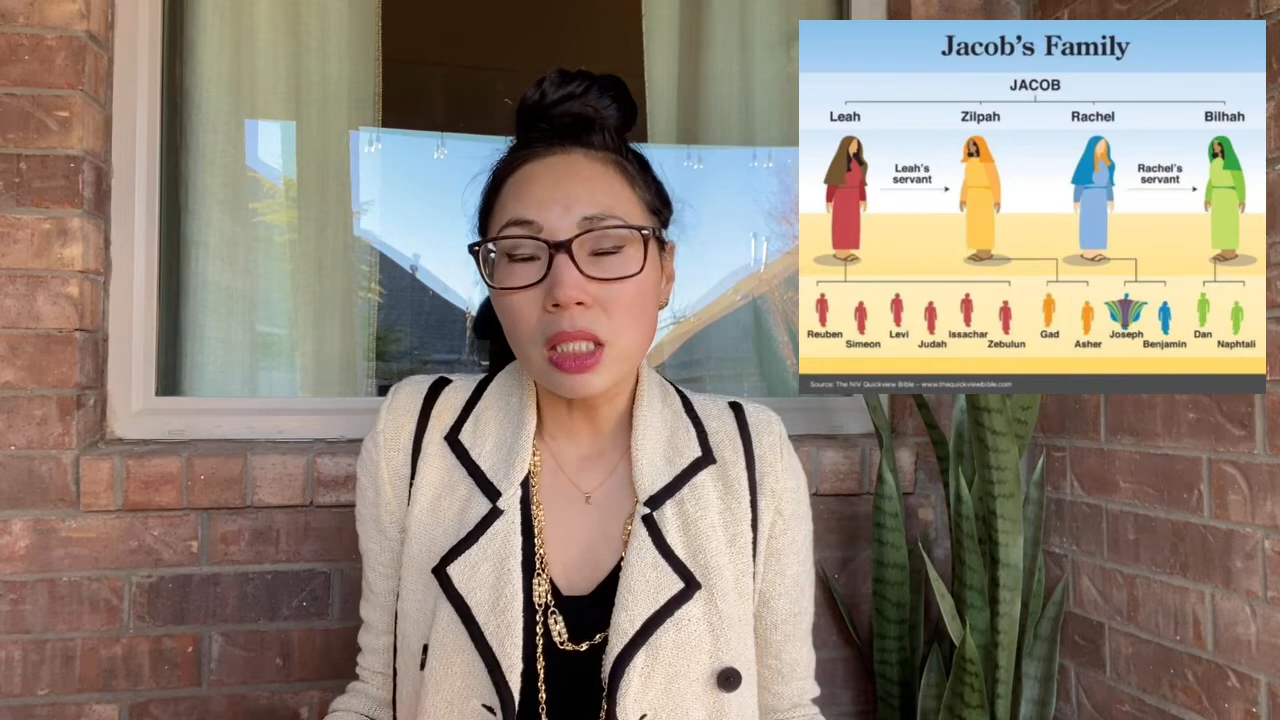 Jacob's Family
JACOB
Leah Zilpah Rachel Bilhah
Leah's
servant
Rachel's
servant
Reuben Simeon Levi Judah Issachar Zebulun Gad Asher Joseph Benjamin Dan Naphtali
Source: The NIV Quickview Bible – www.thequickviewbible.com